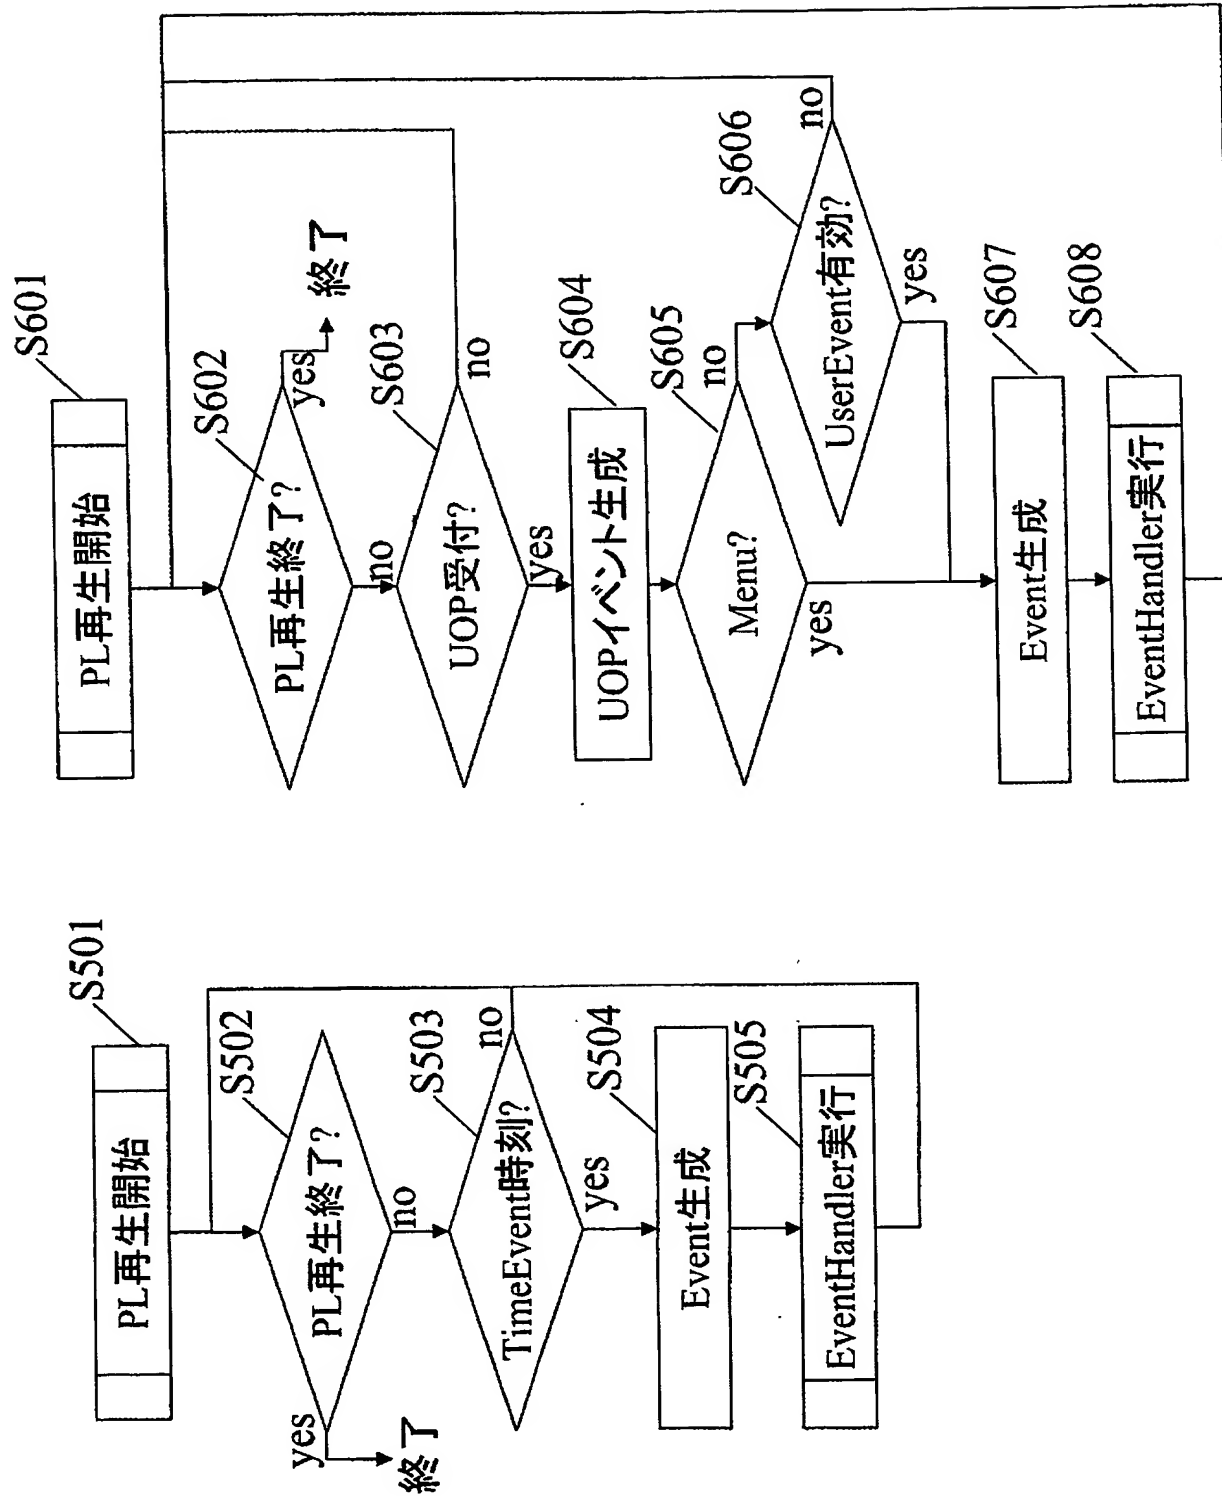 S501
PL再生開始
S502
PL再生終了?
yes
終了
no
S503
TimeEvent時刻?
no
yes
S504
Event生成
S505
EventHandler実行
S601
PL再生開始
S602
PL再生終了?
yes
終了
no
S603
UOP受付?
no
yes
S604
UOPイベント生成
S605
Menu?
no
yes
S606
UserEvent有効?
no
yes
S607
Event生成
S608
EventHandler実行